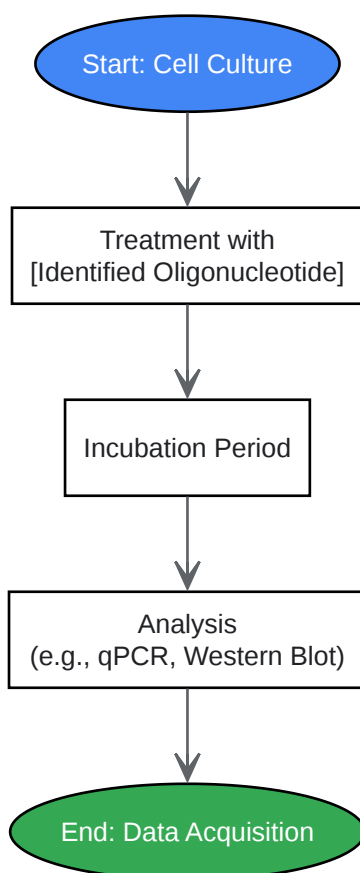 Start: Cell Culture
Treatment with
[Identified Oligonucleotide]
Incubation Period
Analysis
(e.g., qPCR, Western Blot)
End: Data Acquisition